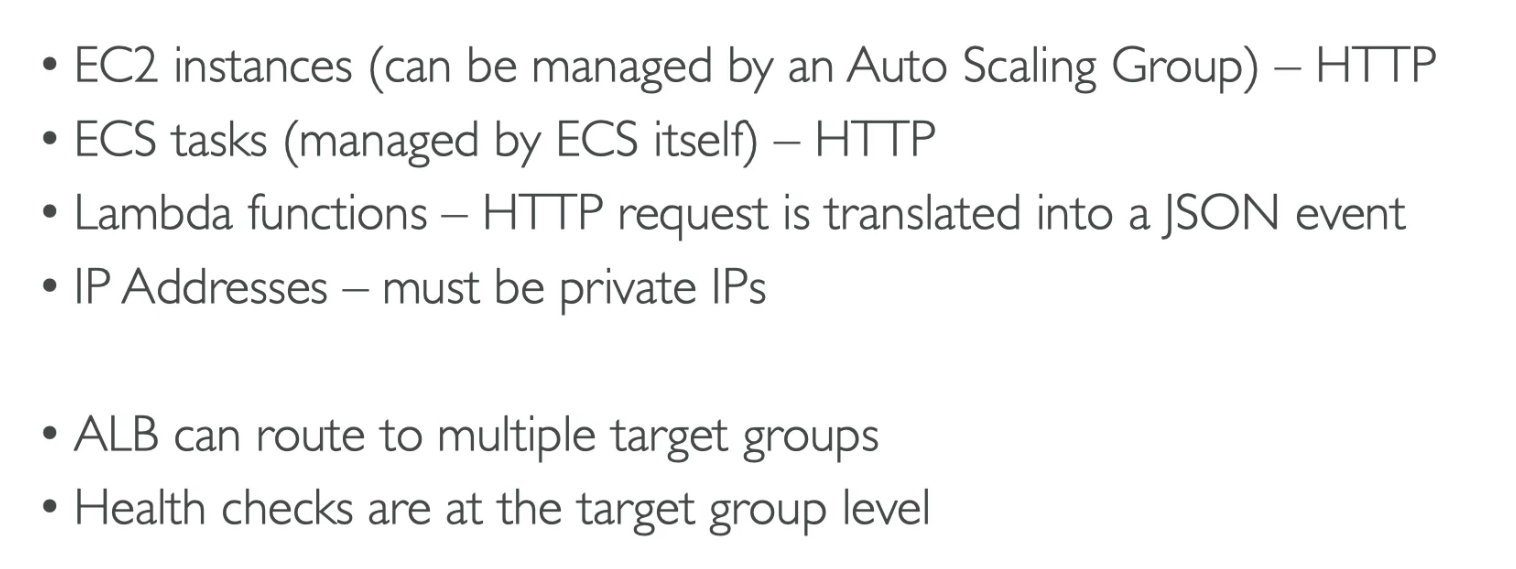 • EC2 instances (can be managed by an Auto Scaling Group) – HTTP
• ECS tasks (managed by ECS itself) – HTTP
• Lambda functions – HTTP request is translated into a JSON event
• IP Addresses – must be private IPs
• ALB can route to multiple target groups
• Health checks are at the target group level